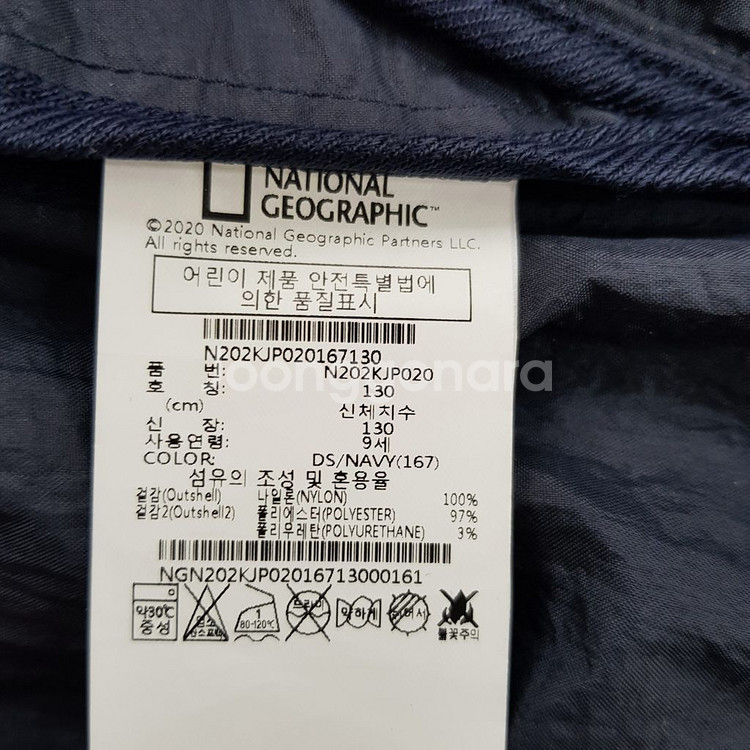 NATIONAL
GEOGRAPHIC™
©2020 National Geographic Partners LLC.
All rights reserved.
어린이 제품 안전특별법에
의한 품질표시
N202KJP020167130
품 번: N202KJP020
호 칭: 130
(cm) 신체치수
신 장: 130
사용연령: 9세
COLOR: DS/NAVY(167)
섬유의 조성 및 혼용율
겉감(Outshell) 나일론(NYLON) 100%
겉감2(Outshell2) 폴리에스터(POLYESTER) 97%
폴리우레탄(POLYURETHANE) 3%
NGN202KJP02016713000161
약30℃ 중성
1 80-120℃
드라이
약하게
뉘어서
불꽃주의